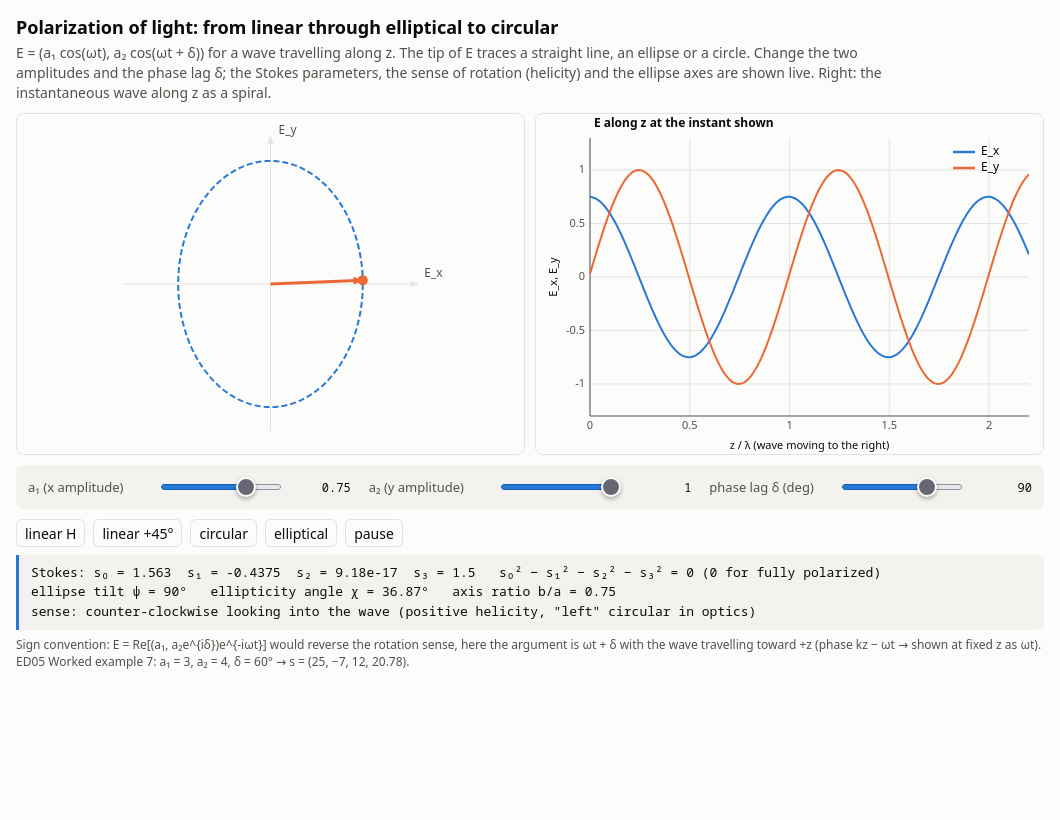 Polarization of light: from linear through elliptical to circular
E = (a₁ cos(ωt), a₂ cos(ωt + δ)) for a wave travelling along z. The tip of E traces a straight line, an ellipse or a circle. Change the two
amplitudes and the phase lag δ; the Stokes parameters, the sense of rotation (helicity) and the ellipse axes are shown live. Right: the
instantaneous wave along z as a spiral.
E_y
E_x
E along z at the instant shown
E_x
E_y
1
0.5
0
-0.5
-1
E_x, E_y
0 0.5 1 1.5 2
z / λ (wave moving to the right)
a₁ (x amplitude) 0.75 a₂ (y amplitude) 1 phase lag δ (deg) 90
linear H linear +45° circular elliptical pause
Stokes: s₀ = 1.563 s₁ = -0.4375 s₂ = 9.18e-17 s₃ = 1.5 s₀² − s₁² − s₂² − s₃² = 0 (0 for fully polarized)
ellipse tilt ψ = 90° ellipticity angle χ = 36.87° axis ratio b/a = 0.75
sense: counter-clockwise looking into the wave (positive helicity, "left" circular in optics)
Sign convention: E = Re[(a₁, a₂e^{iδ})e^{-iωt}] would reverse the rotation sense, here the argument is ωt + δ with the wave travelling toward +z (phase kz − ωt → shown at fixed z as ωt).
ED05 Worked example 7: a₁ = 3, a₂ = 4, δ = 60° → s = (25, −7, 12, 20.78).